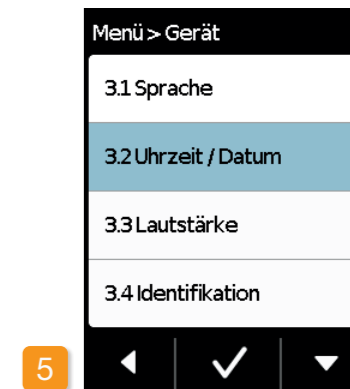 Menü > Gerät
3.1 Sprache
3.2 Uhrzeit / Datum
3.3 Lautstärke
3.4 Identifikation
5